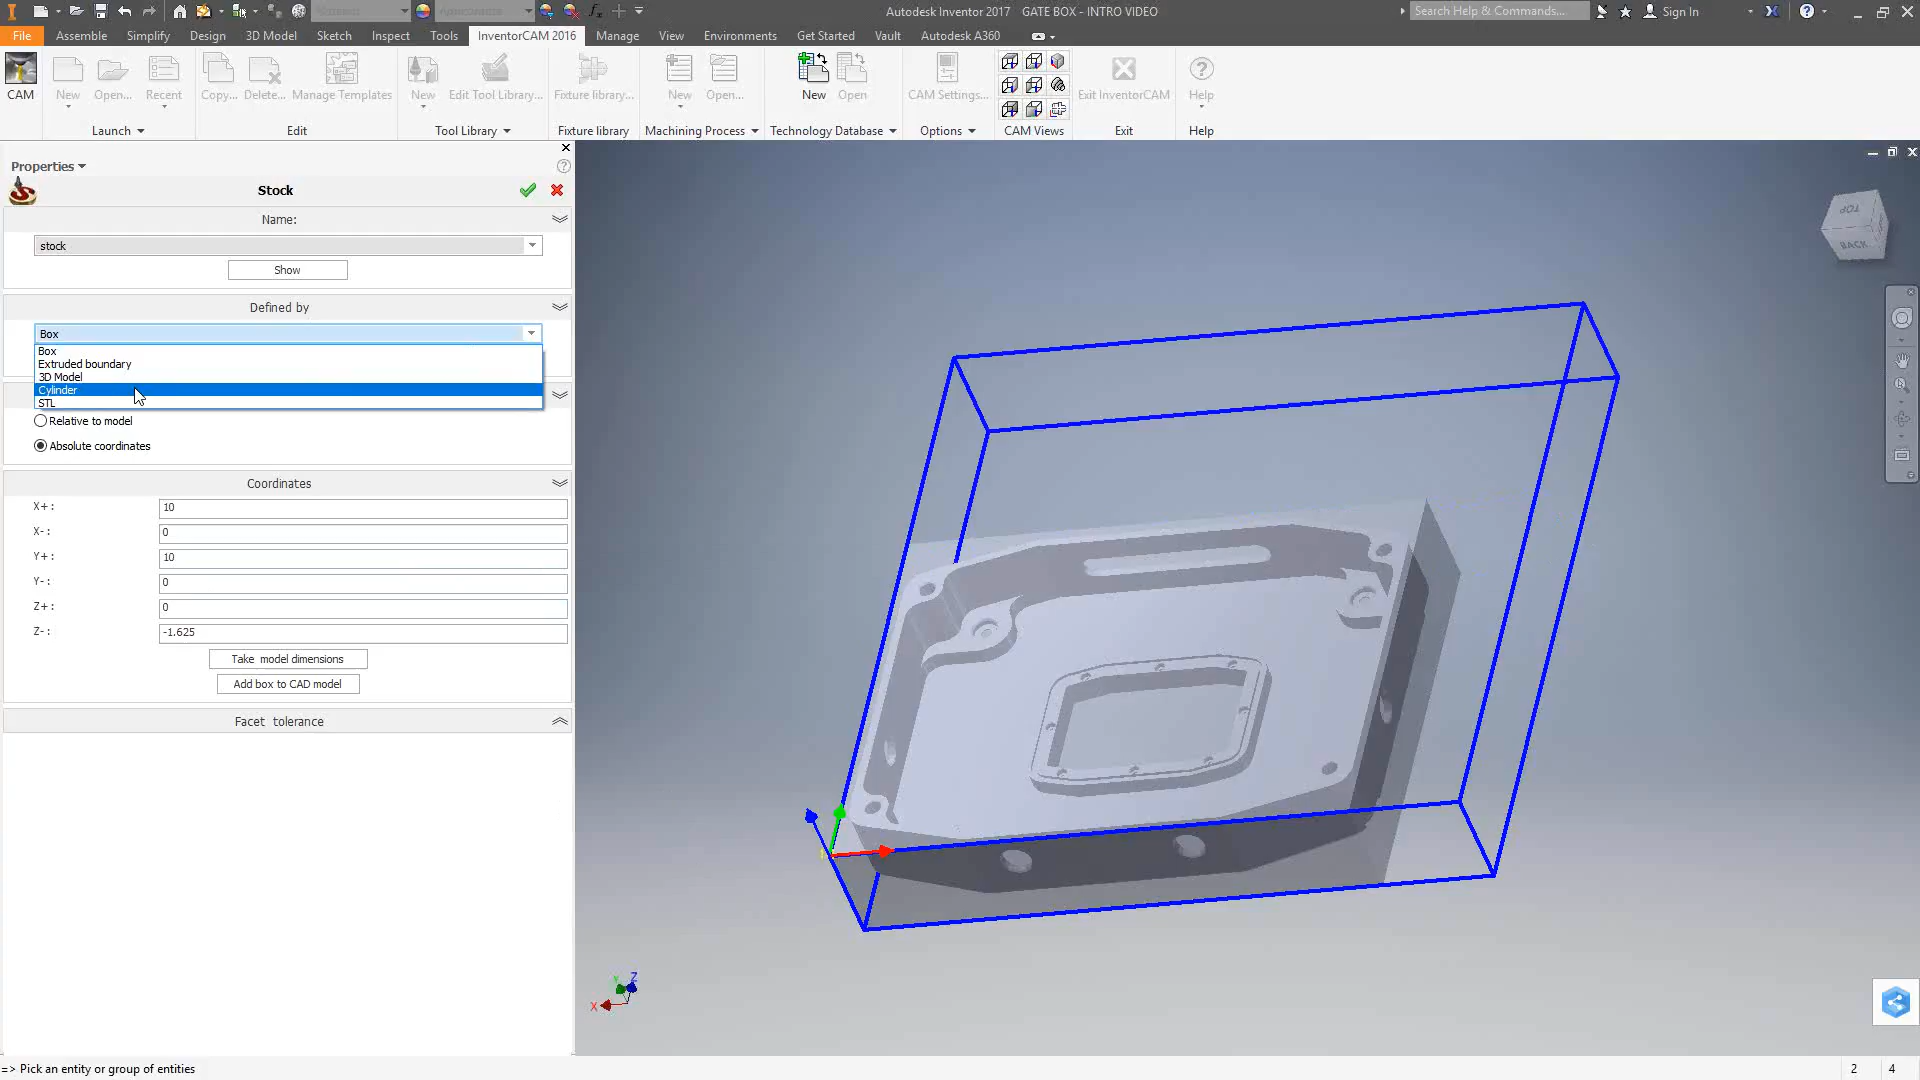 Autodesk Inventor 2017   GATE BOX - INTRO VIDEO
Search Help & Commands...
Sign In
File
Assemble
Simplify
Design
3D Model
Sketch
Inspect
Tools
InventorCAM 2016
Manage
View
Environments
Get Started
Vault
Autodesk A360
CAM
New
Open...
Recent
Copy...
Delete...
Manage Templates
New
Edit Tool Library...
Fixture library...
New
Open...
New
Open
CAM Settings...
Exit InventorCAM
Help
Launch
Edit
Tool Library
Fixture library
Machining Process
Technology Database
Options
CAM Views
Exit
Help
Properties
Stock
Name:
stock
Show
Defined by
Box
Box
Extruded boundary
3D Model
Cylinder
STL
Relative to model
Absolute coordinates
Coordinates
X+: 10
X-: 0
Y+: 10
Y-: 0
Z+: 0
Z-: -1.625
Take model dimensions
Add box to CAD model
Facet tolerance
TOP
BACK
Y
Z
X
=> Pick an entity or group of entities
2
4